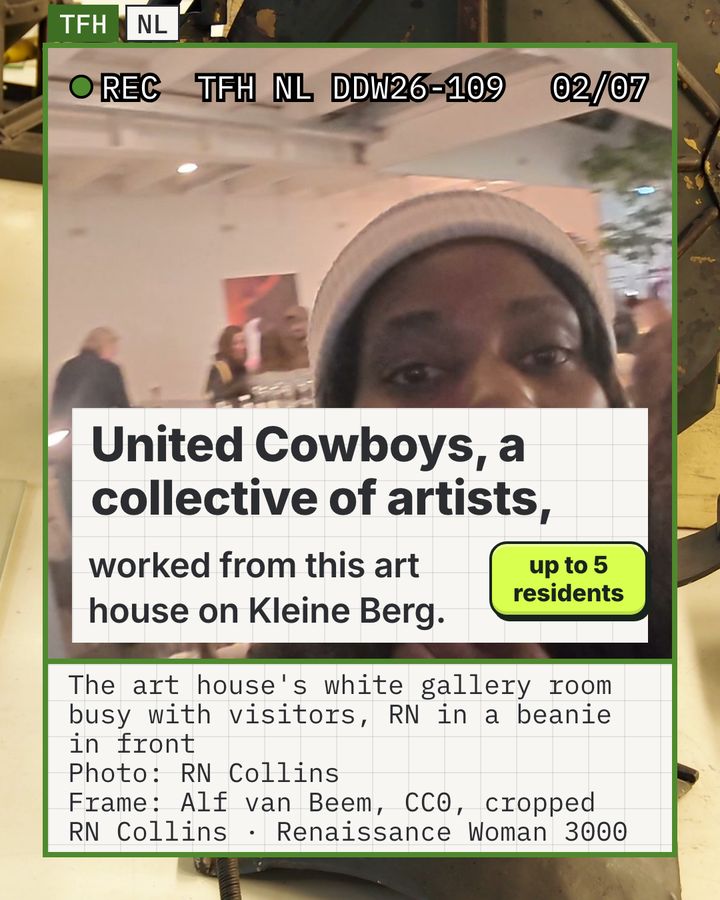 TFH NL
REC TFH NL DDW26-109 02/07
United Cowboys, a
collective of artists,
worked from this art
house on Kleine Berg.
up to 5
residents
The art house's white gallery room
busy with visitors, RN in a beanie
in front
Photo: RN Collins
Frame: Alf van Beem, CC0, cropped
RN Collins · Renaissance Woman 3000